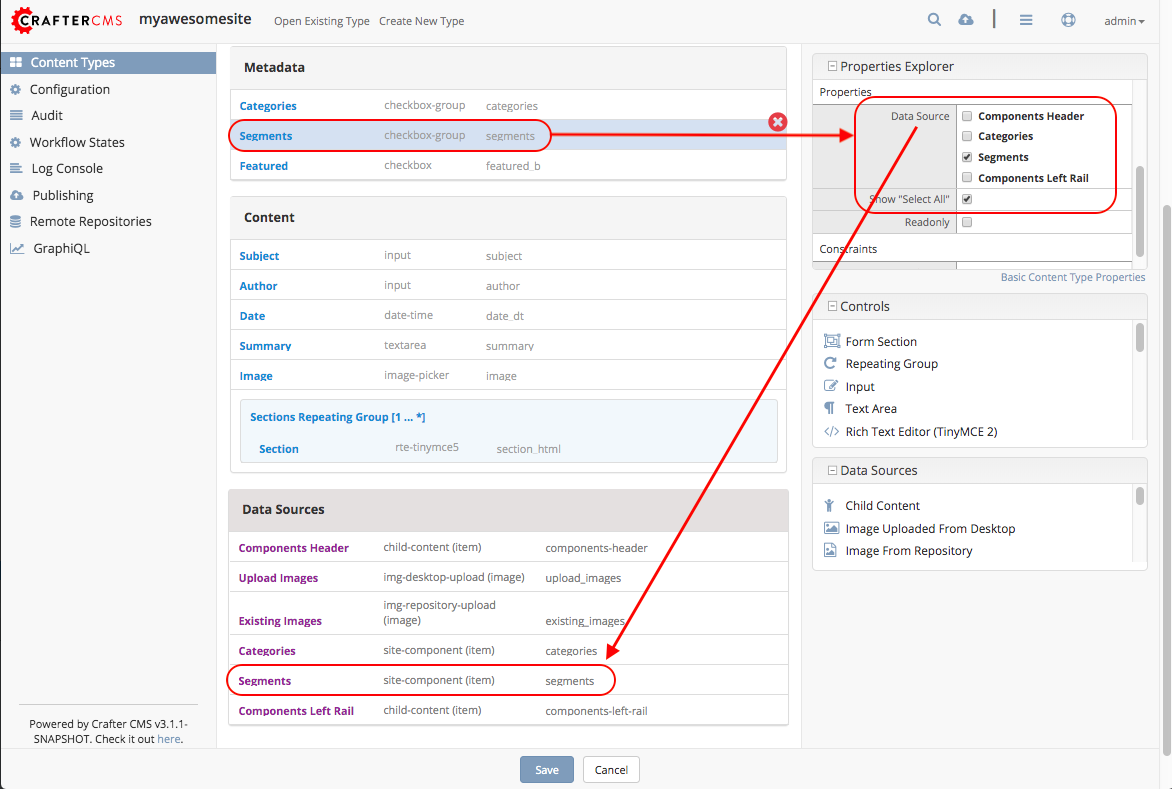 CRAFTERCMS myawesomesite Open Existing Type Create New Type admin
Content Types
Configuration
Audit
Workflow States
Log Console
Publishing
Remote Repositories
GraphiQL
Powered by Crafter CMS v3.1.1-
SNAPSHOT. Check it out here.
Metadata
Categories checkbox-group categories
Segments checkbox-group segments
Featured checkbox featured_b
Content
Subject input subject
Author input author
Date date-time date_dt
Summary textarea summary
Image image-picker image
Sections Repeating Group [1 ... *]
Section rte-tinymce5 section_html
Data Sources
Components Header child-content (item) components-header
Upload Images img-desktop-upload (image) upload_images
Existing Images img-repository-upload (image) existing_images
Categories site-component (item) categories
Segments site-component (item) segments
Components Left Rail child-content (item) components-left-rail
Save Cancel
Properties Explorer
Properties
Data Source Components Header
Categories
Segments
Components Left Rail
Show "Select All"
Readonly
Constraints
Basic Content Type Properties
Controls
Form Section
Repeating Group
Input
Text Area
Rich Text Editor (TinyMCE 2)
Data Sources
Child Content
Image Uploaded From Desktop
Image From Repository